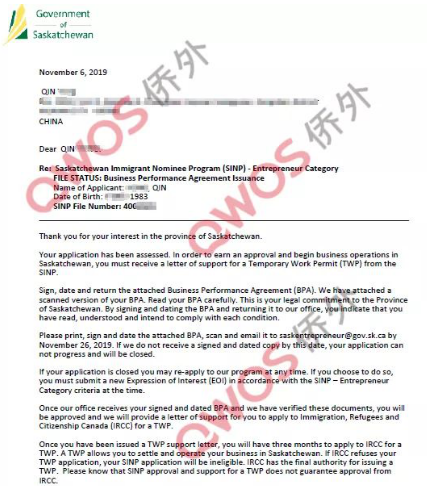 Government
of
Saskatchewan
November 6, 2019
QIN
CHINA
Dear QIN
Re: Saskatchewan Immigrant Nominee Program (SINP) - Entrepreneur Category
FILE STATUS: Business Performance Agreement Issuance
Name of Applicant: , QIN
Date of Birth: 1983
SINP File Number: 400
Thank you for your interest in the province of Saskatchewan.
Your application has been assessed. In order to earn an approval and begin business operations in
Saskatchewan, you must receive a letter of support for a Temporary Work Permit (TWP) from the
SINP.
Sign, date and return the attached Business Performance Agreement (BPA). We have attached a
scanned version of your BPA. Read your BPA carefully. This is your legal commitment to the Province
of Saskatchewan. By signing and dating the BPA and returning it to our office, you indicate that you
have read, understood and intend to comply with each condition.
Please print, sign and date the attached BPA, scan and email it to saskentrepreneur@gov.sk.ca by
November 26, 2019. If we do not receive a signed and dated copy by this date, your application can
not progress and will be closed.
If your application is closed you may re-apply to our program at any time. If you choose to do so,
you must submit a new Expression of Interest (EOI) in accordance with the SINP – Entrepreneur
Category criteria at the time.
Once our office receives your signed and dated BPA and we have verified these documents, you will
be approved and we will provide a letter of support for you to apply to Immigration, Refugees and
Citizenship Canada (IRCC) for a TWP.
Once you have been issued a TWP support letter, you will have three months to apply to IRCC for a
TWP. A TWP allows you to settle and operate your business in Saskatchewan. If IRCC refuses your
TWP application, your SINP application will be ineligible. IRCC has the final authority for issuing a
TWP. Please know that SINP approval and support for a TWP does not guarantee approval from
IRCC.
QWOS侨外
QWOS侨外
QWOS侨外